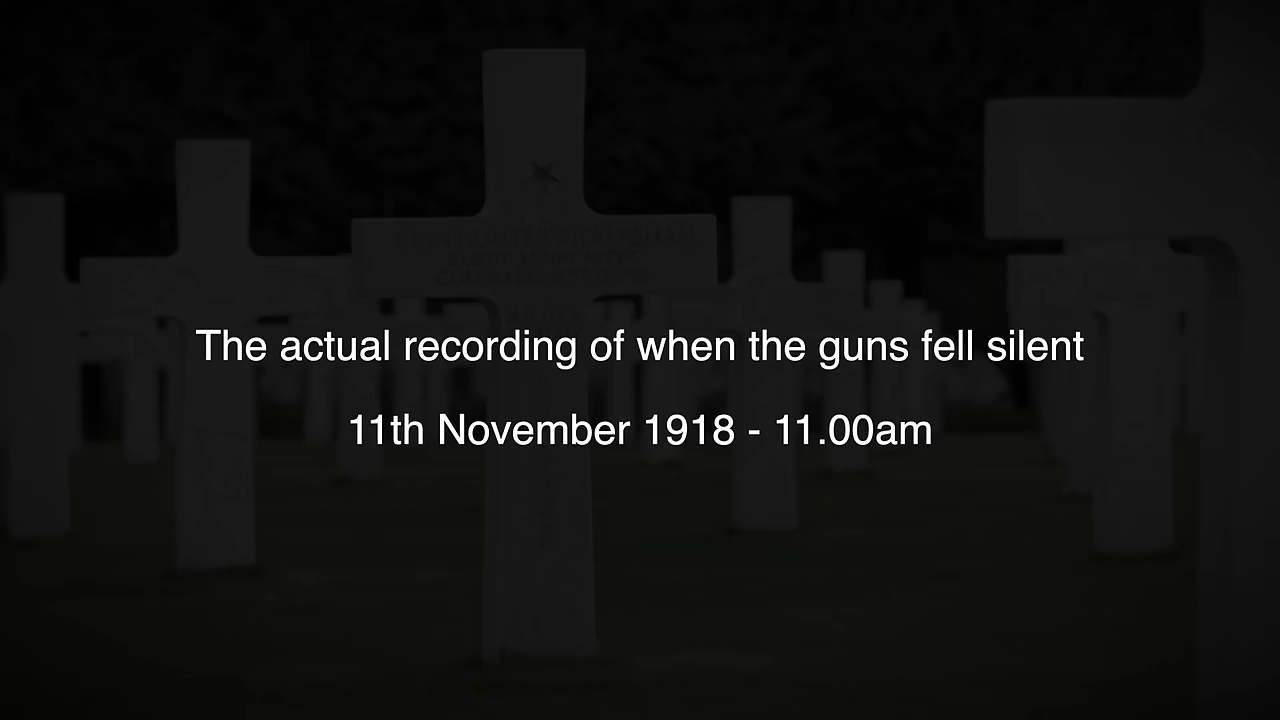 The actual recording of when the guns fell silent
11th November 1918 - 11.00am